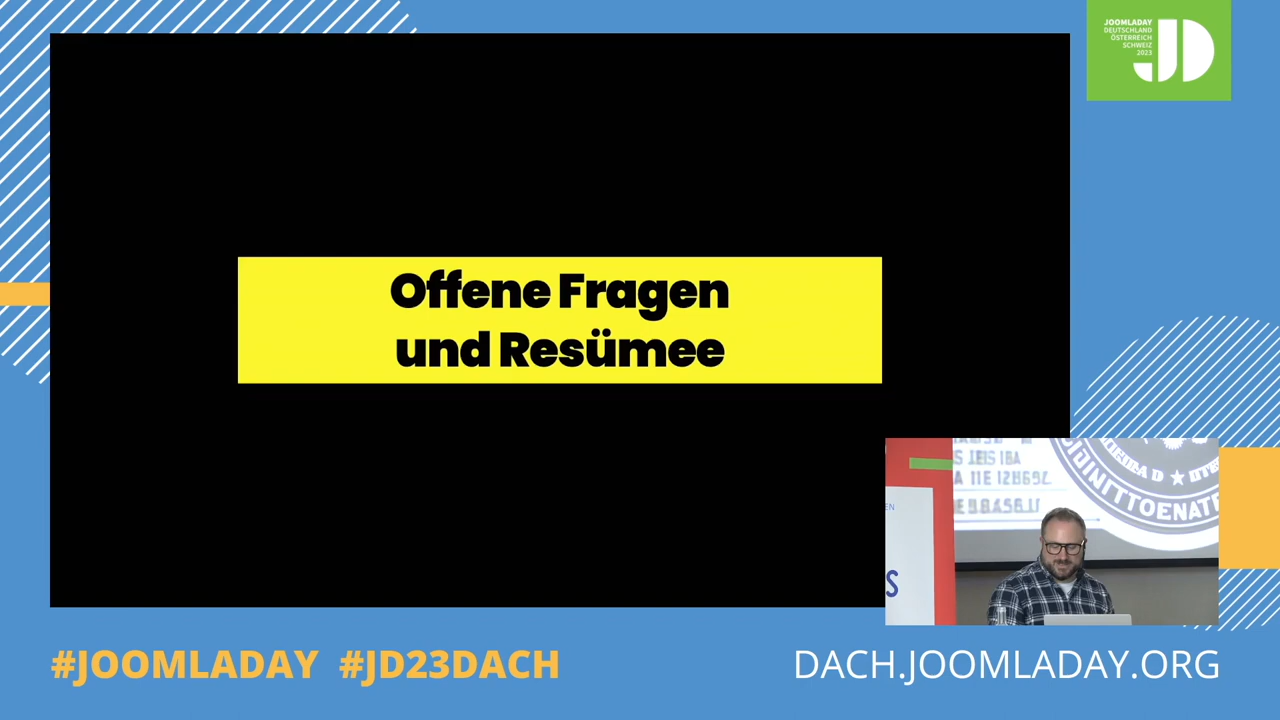 JOOMLADAY
DEUTSCHLAND
ÖSTERREICH
SCHWEIZ
2023
JD
Offene Fragen
und Resümee
#JOOMLADAY #JD23DACH
DACH.JOOMLADAY.ORG